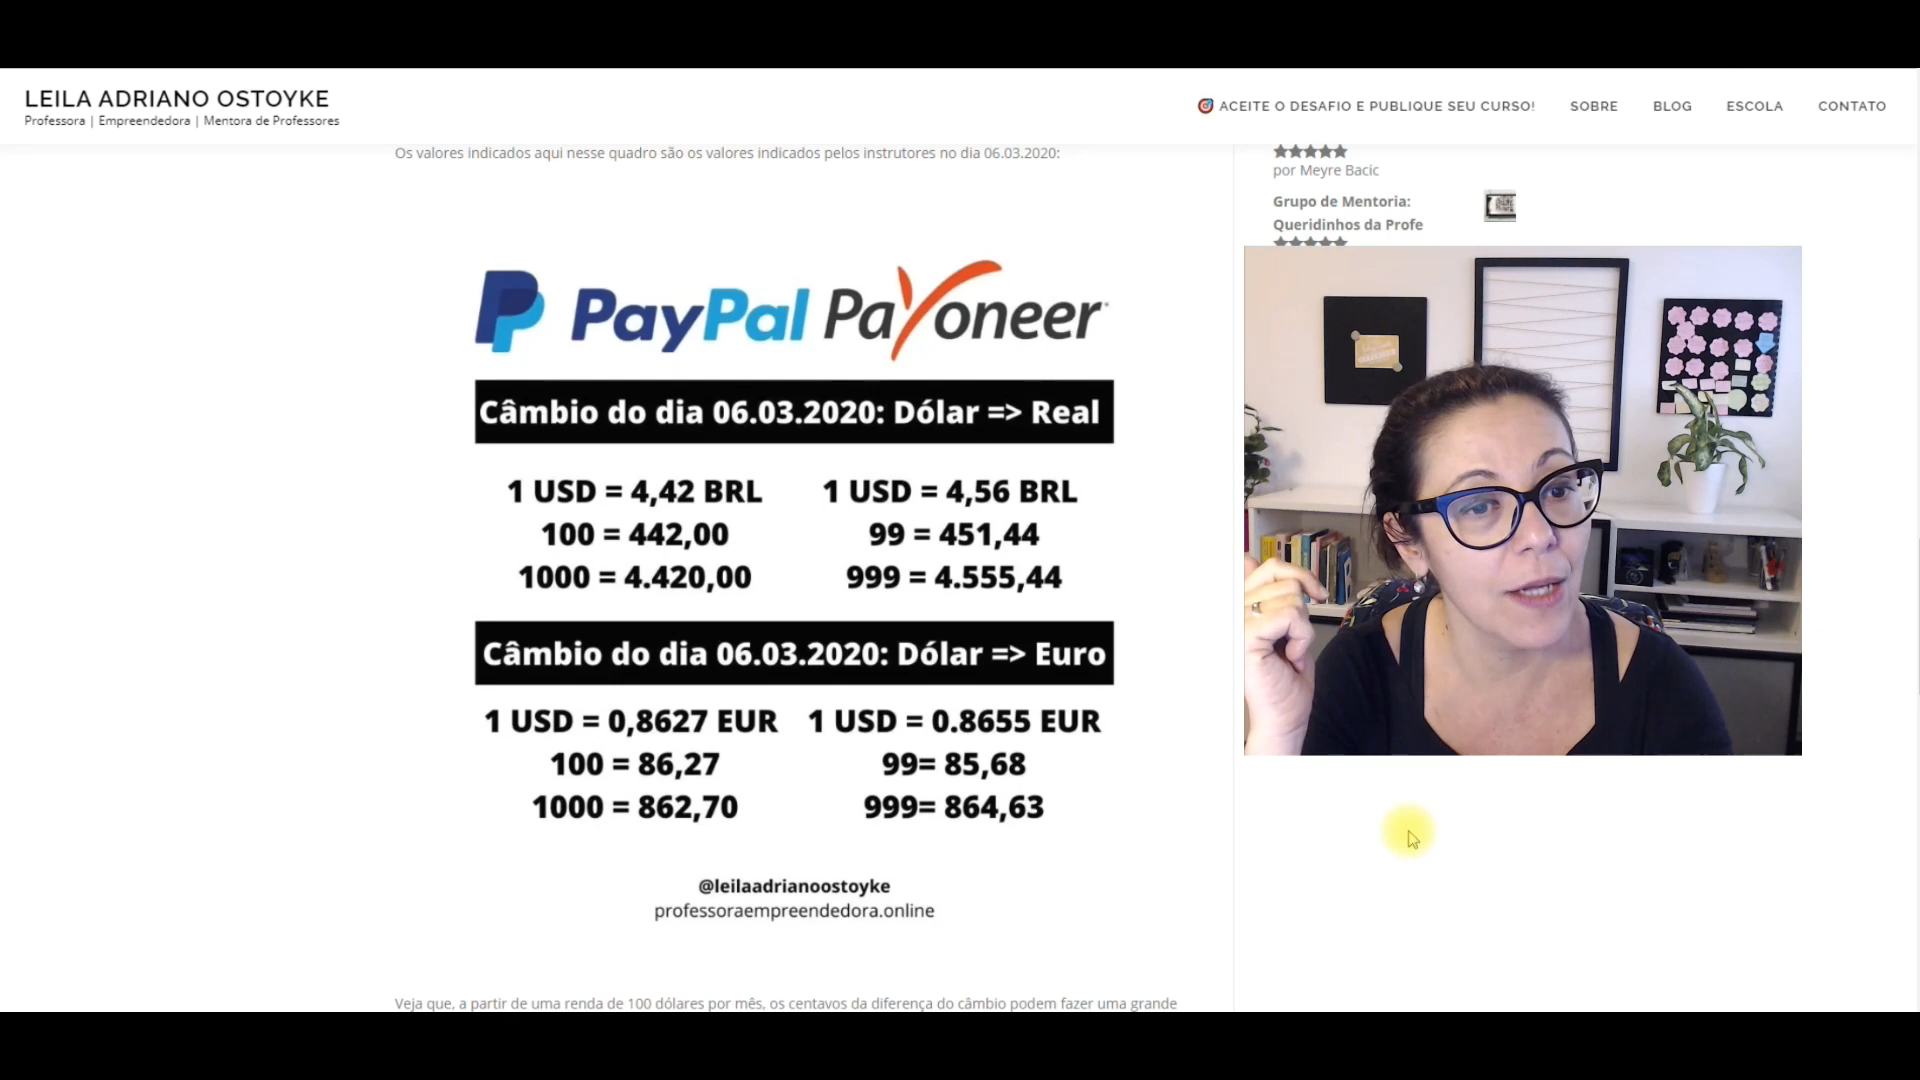 LEILA ADRIANO OSTOYKE
Professora | Empreendedora | Mentora de Professores
ACEITE O DESAFIO E PUBLIQUE SEU CURSO!
SOBRE
BLOG
ESCOLA
CONTATO
Os valores indicados aqui nesse quadro são os valores indicados pelos instrutores no dia 06.03.2020:
PayPal
Payoneer
Câmbio do dia 06.03.2020: Dólar => Real
1 USD = 4,42 BRL
100 = 442,00
1000 = 4.420,00
1 USD = 4,56 BRL
99 = 451,44
999 = 4.555,44
Câmbio do dia 06.03.2020: Dólar => Euro
1 USD = 0,8627 EUR
100 = 86,27
1000 = 862,70
1 USD = 0.8655 EUR
99= 85,68
999= 864,63
@leilaadrianoostoyke
professoraempreendedora.online
Veja que, a partir de uma renda de 100 dólares por mês, os centavos da diferença do câmbio podem fazer uma grande
por Meyre Bacic
Grupo de Mentoria:
Queridinhos da Profe